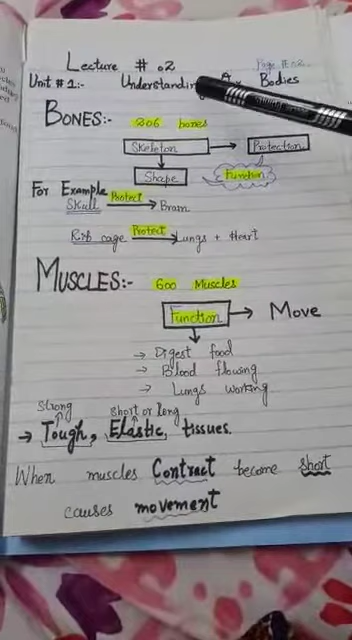 Lecture # .02
Page # 02.
Unit # 1:- Understanding Bodies
BONES:- 206 bones
Skeleton → Protection
Shape Function
For Example
Skull Protect → Brain
Rib cage Protect → Lungs + Heart
MUSCLES:- 600 Muscles
Function → Move
→ Digest food
→ Blood flowing
→ Lungs working
strong short or long
→ Tough, Elastic, tissues.
When muscles Contract become short
causes movement